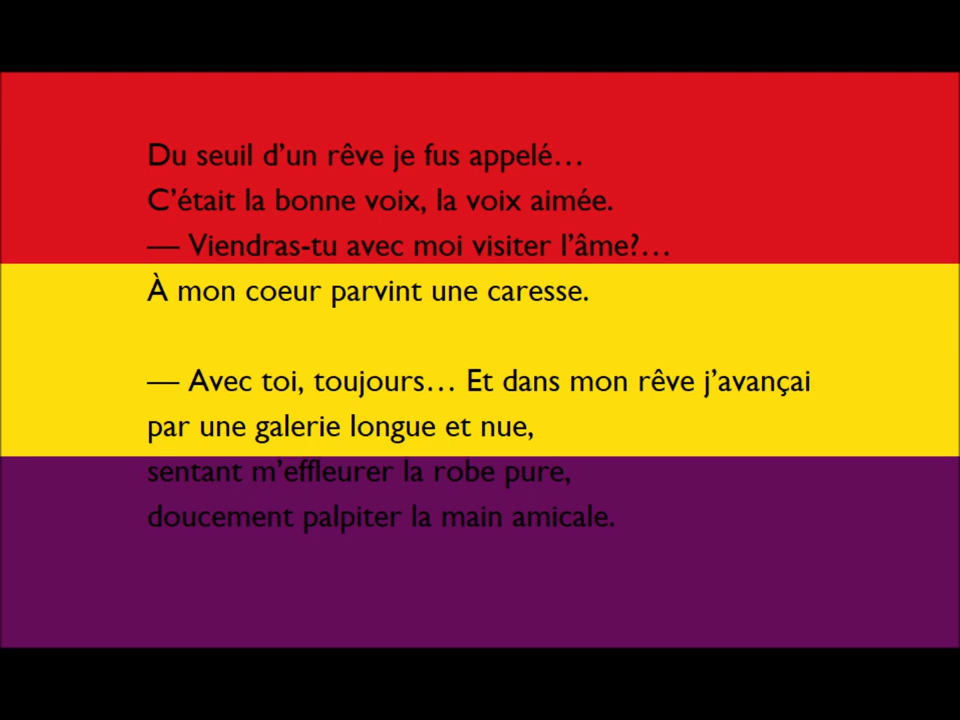 Du seuil d’un rêve je fus appelé…
C’était la bonne voix, la voix aimée.
— Viendras-tu avec moi visiter l’âme?…
À mon coeur parvint une caresse.
— Avec toi, toujours… Et dans mon rêve j’avançai
par une galerie longue et nue,
sentant m’effleurer la robe pure,
doucement palpiter la main amicale.